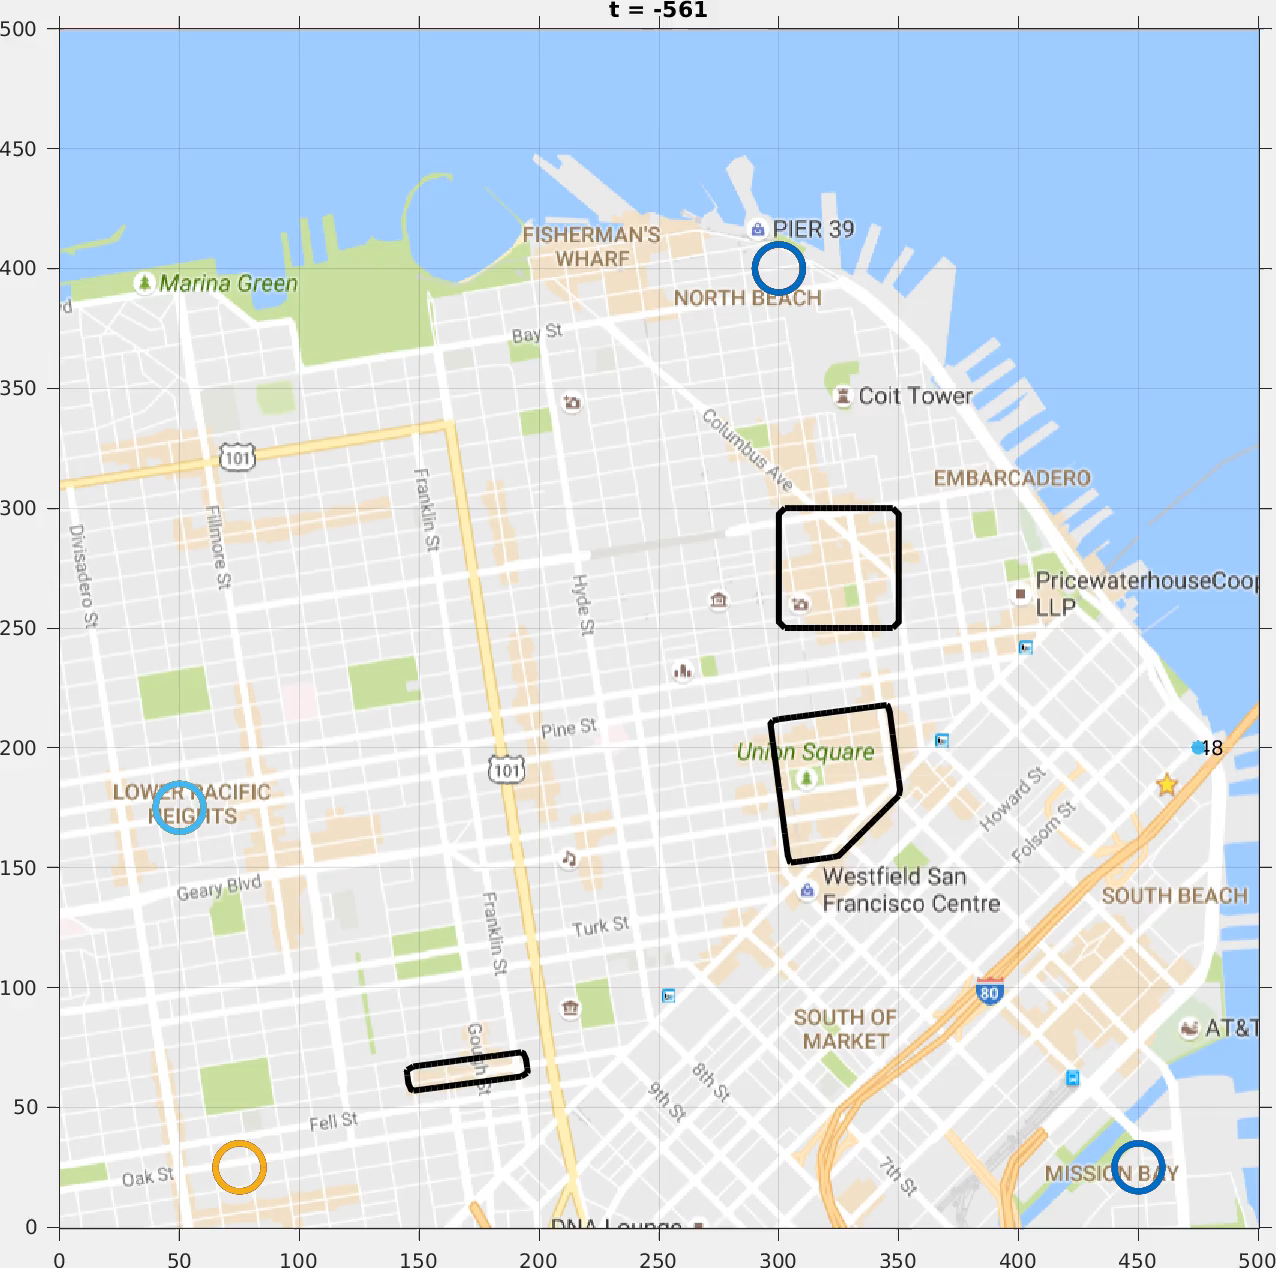 t = -561
500
450
400
350
300
250
200
150
100
50
0
PIER 39
FISHERMAN'S
WHARF
Marina Green
NORTH BEACH
Bay St
Coit Tower
Columbus Ave
101
EMBARCADERO
Franklin St
Fillmore St
Divisadero St
Hyde St
PricewaterhouseCoop
LLP
Pine St
Union Square
48
101
LOWER PACIFIC
HEIGHTS
Howard St
Folsom St
Geary Blvd
Westfield San
Francisco Centre
SOUTH BEACH
Franklin St
Turk St
80
SOUTH OF
MARKET
AT&T
Gough St
8th St
9th St
Fell St
Oak St
7th St
MISSION BAY
DNA Lounge
0
50
100
150
200
250
300
350
400
450
500